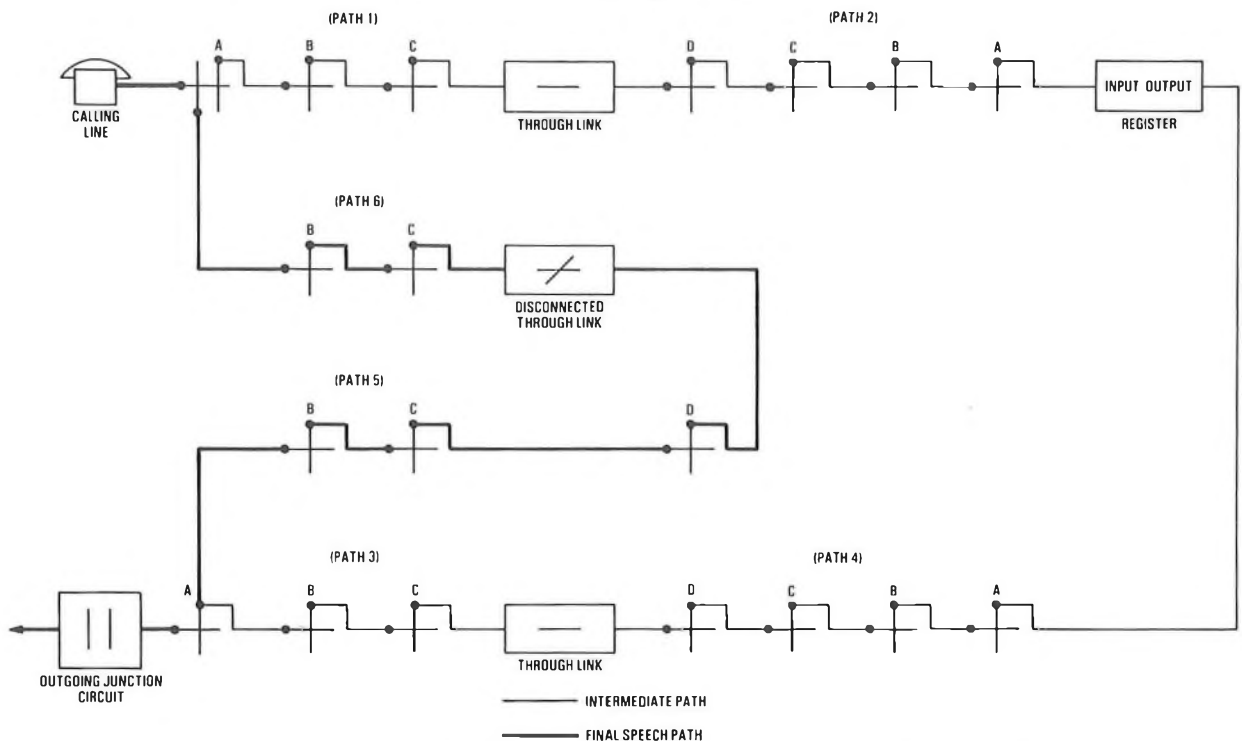 (PATH 1)
(PATH 2)
A
B
C
D
C
B
A
CALLING
LINE
THROUGH LINK
INPUT OUTPUT
REGISTER
(PATH 6)
B
C
DISCONNECTED
THROUGH LINK
(PATH 5)
B
C
D
(PATH 3)
(PATH 4)
A
B
C
D
C
B
A
OUTGOING JUNCTION
CIRCUIT
THROUGH LINK
INTERMEDIATE PATH
FINAL SPEECH PATH